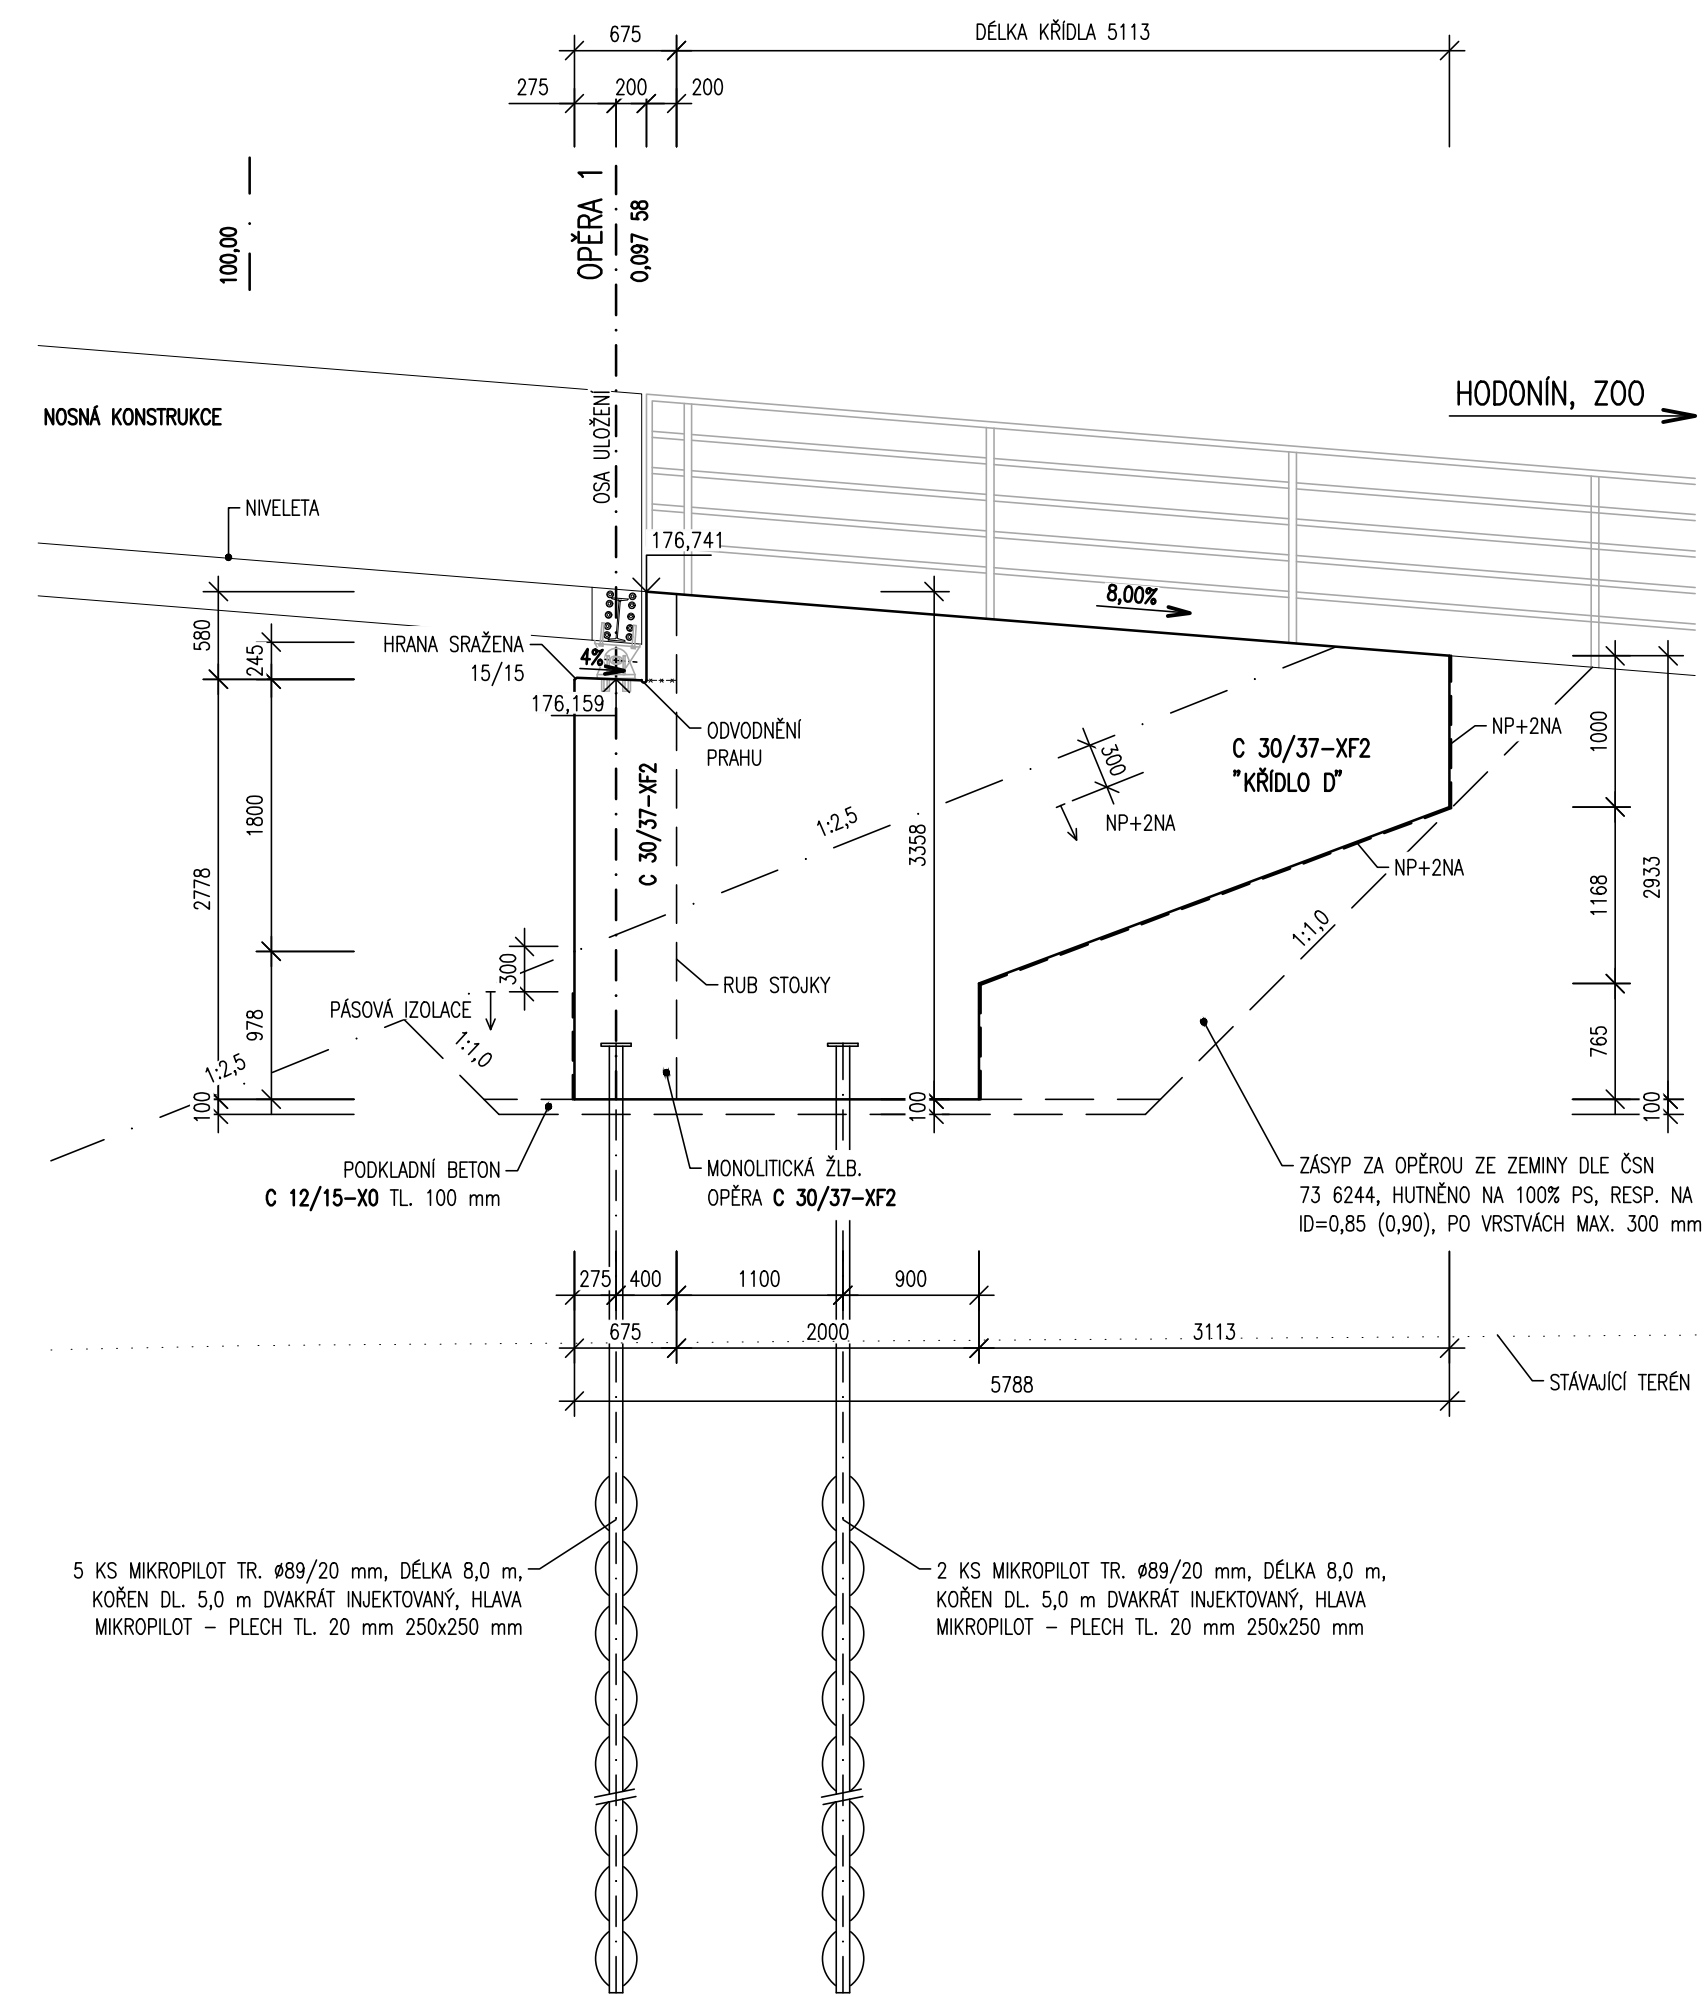 675
DÉLKA KŘÍDLA 5113
275
200
200
100,00
OPĚRA 1
0,097 58
OSA ULOŽENÍ
HODONÍN, ZOO
NOSNÁ KONSTRUKCE
NIVELETA
176,741
8,00%
580
245
HRANA SRAŽENA
15/15
4%
176,159
ODVODNĚNÍ
PRAHU
C 30/37-XF2
300
NP+2NA
C 30/37-XF2
"KŘÍDLO D"
NP+2NA
1000
1:2,5
3358
1800
2778
NP+2NA
1168
2933
1:1,0
300
RUB STOJKY
PÁSOVÁ IZOLACE
978
1:1,0
1:2,5
765
100
100
100
PODKLADNÍ BETON
C 12/15-X0 TL. 100 mm
MONOLITICKÁ ŽLB.
OPĚRA C 30/37-XF2
ZÁSYP ZA OPĚROU ZE ZEMINY DLE ČSN
73 6244, HUTNĚNO NA 100% PS, RESP. NA
ID=0,85 (0,90), PO VRSTVÁCH MAX. 300 mm
275
400
1100
900
675
2000
3113
5788
STÁVAJÍCÍ TERÉN
5 KS MIKROPILOT TR. ø89/20 mm, DÉLKA 8,0 m,
KOŘEN DL. 5,0 m DVAKRÁT INJEKTOVANÝ, HLAVA
MIKROPILOT – PLECH TL. 20 mm 250x250 mm
2 KS MIKROPILOT TR. ø89/20 mm, DÉLKA 8,0 m,
KOŘEN DL. 5,0 m DVAKRÁT INJEKTOVANÝ, HLAVA
MIKROPILOT – PLECH TL. 20 mm 250x250 mm